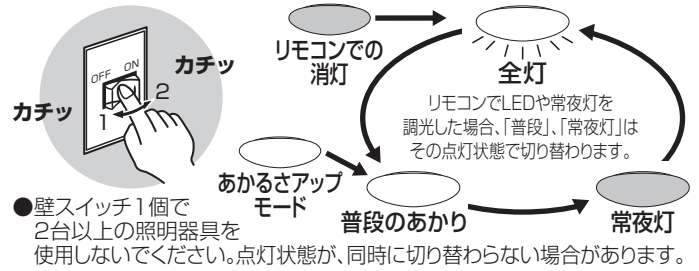 OFF ON
カチッ
カチッ
1
2
リモコンでの
消灯
全灯
リモコンでLEDや常夜灯を
調光した場合、「普段」、「常夜灯」は
その点灯状態で切り替わります。
あかるさアップ
モード
普段のあかり
常夜灯
●壁スイッチ1個で
2台以上の照明器具を
使用しないでください。点灯状態が、同時に切り替わらない場合があります。